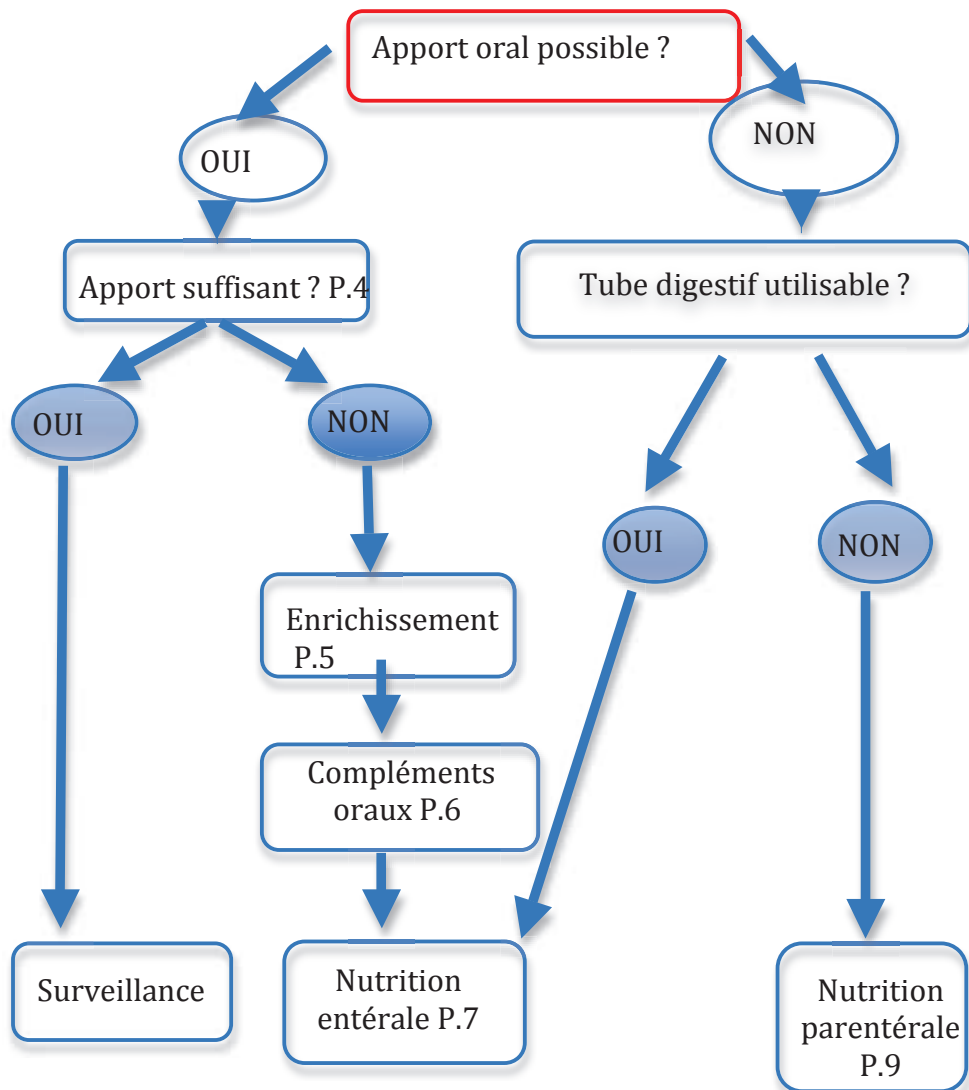 Apport oral possible ?
OUI
NON
Apport suffisant ? P.4
Tube digestif utilisable ?
OUI
NON
OUI
NON
Enrichissement
P.5
Compléments
oraux P.6
Surveillance
Nutrition
entérale P.7
Nutrition
parentérale
P.9